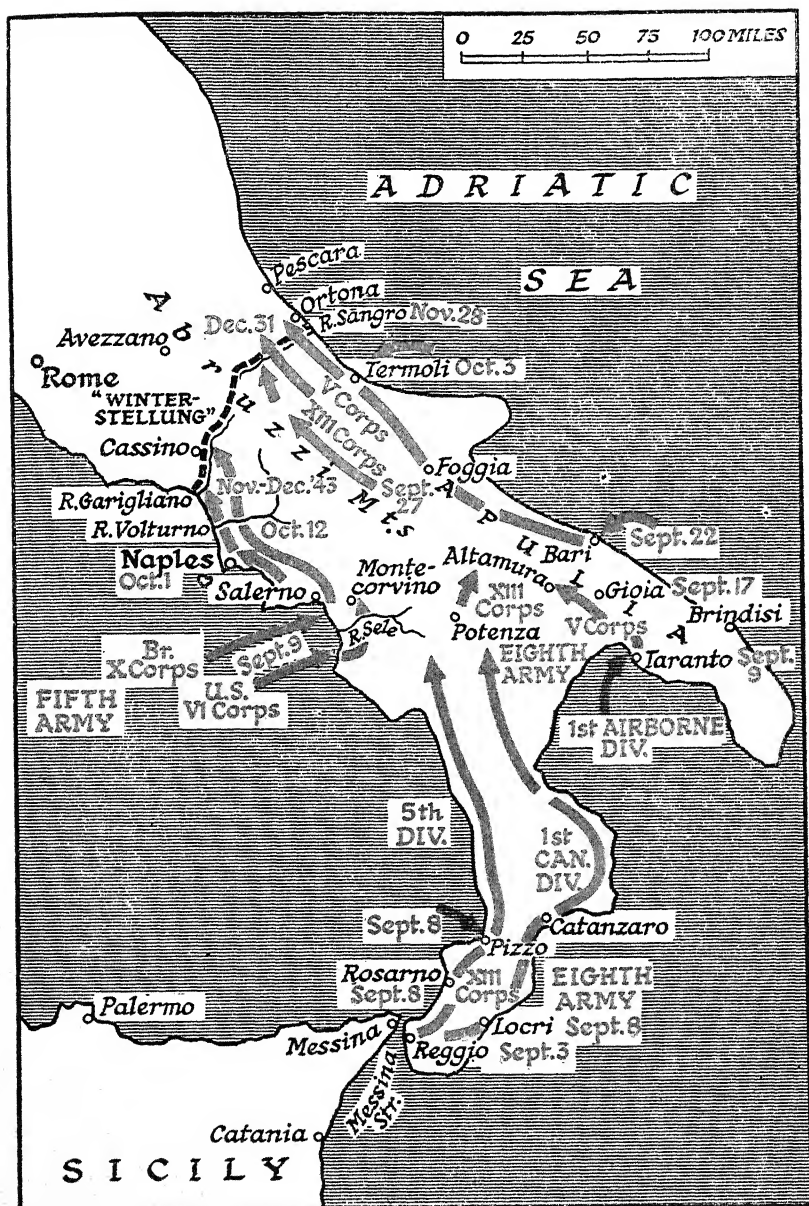 0 25 50 75 100 MILES
ADRIATIC
SEA
Pescara
Ortona
R. Sangro Nov. 28
Dec. 31
Abruzzi Mts.
Avezzano
Rome
"WINTER-
STELLUNG"
Termoli Oct. 3
V Corps
XIII Corps
Cassino
Foggia
Sept.
27
APULIA
Nov.-Dec.'43
R. Garigliano
R. Volturno
Oct. 12
Bari
Sept. 22
Naples
Oct. 1
Salerno
Monte-
corvino
Altamura
Gioia Sept. 17
XIII
Corps
Brindisi
V Corps
Potenza
R. Sele
EIGHTH
ARMY
Taranto Sept.
9
Br.
X Corps
Sept. 9
U.S.
VI Corps
FIFTH
ARMY
1st AIRBORNE
DIV.
5th
DIV.
1st
CAN.
DIV.
Sept. 8
Pizzo
Catanzaro
Rosarno
Sept. 8
XIII
Corps
EIGHTH
ARMY
Palermo
Messina
Reggio
Locri Sept. 8
Sept. 3
Messina
Str.
Catania
SICILY